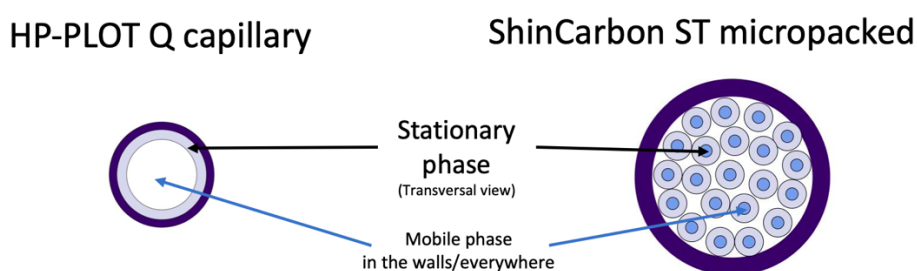 HP-PLOT Q capillary
ShinCarbon ST micropacked
Stationary
phase
(Transversal view)
Mobile phase
in the walls/everywhere